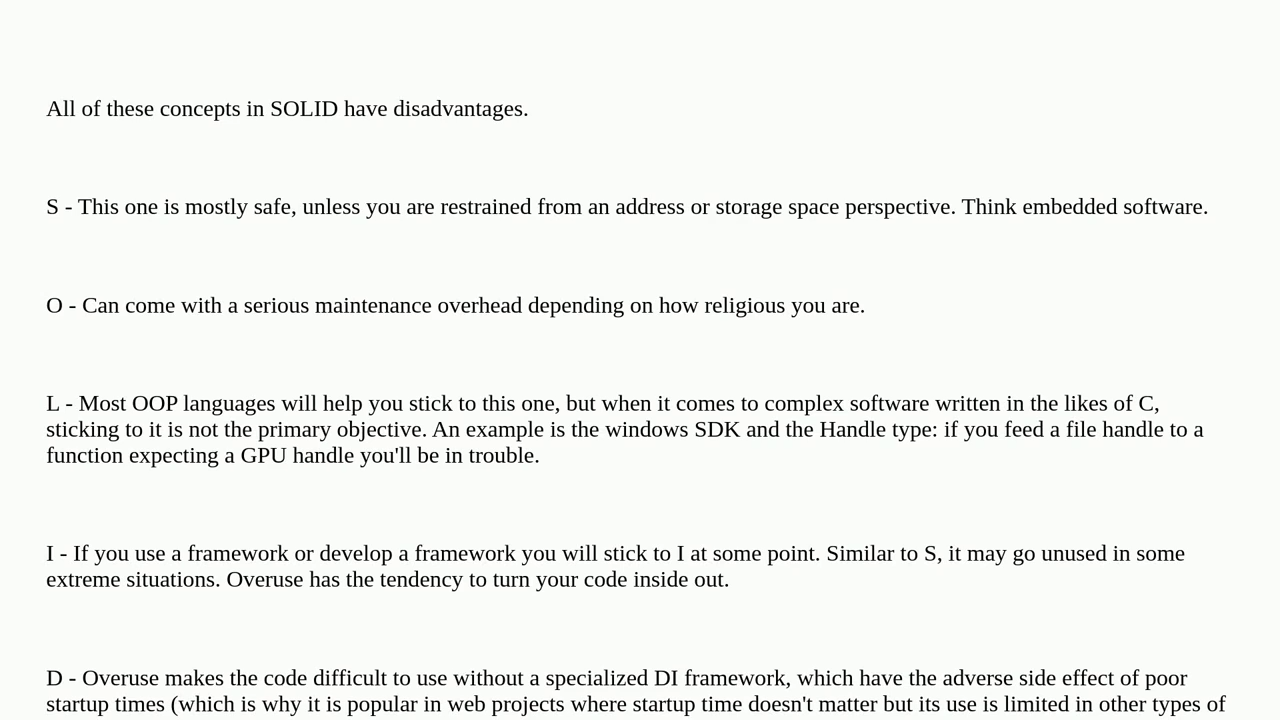 All of these concepts in SOLID have disadvantages.
S - This one is mostly safe, unless you are restrained from an address or storage space perspective. Think embedded software.
O - Can come with a serious maintenance overhead depending on how religious you are.
L - Most OOP languages will help you stick to this one, but when it comes to complex software written in the likes of C,
sticking to it is not the primary objective. An example is the windows SDK and the Handle type: if you feed a file handle to a
function expecting a GPU handle you'll be in trouble.
I - If you use a framework or develop a framework you will stick to I at some point. Similar to S, it may go unused in some
extreme situations. Overuse has the tendency to turn your code inside out.
D - Overuse makes the code difficult to use without a specialized DI framework, which have the adverse side effect of poor
startup times (which is why it is popular in web projects where startup time doesn't matter but its use is limited in other types of